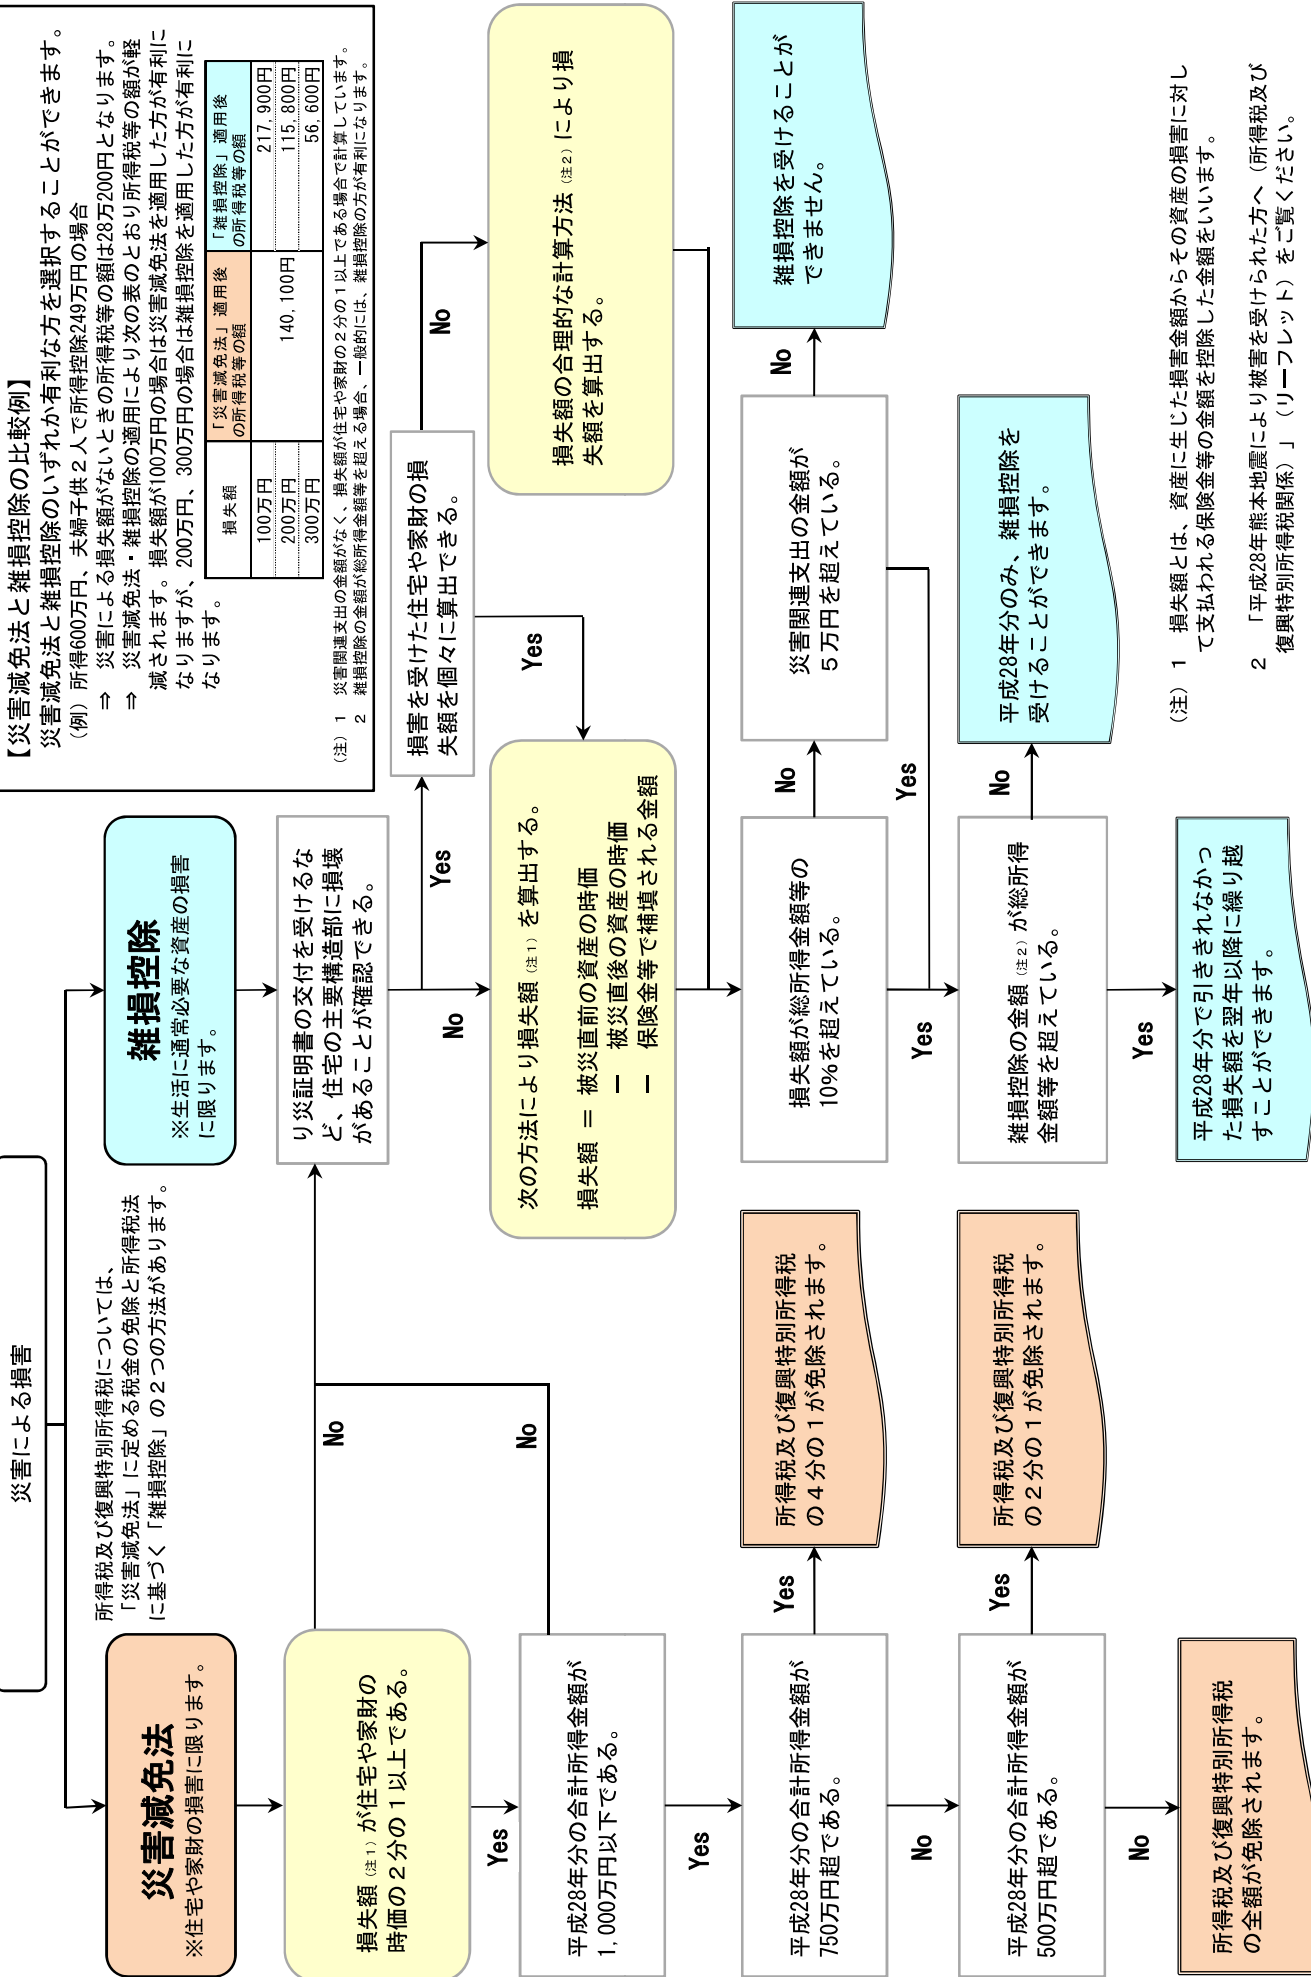 災害による損害
所得税及び復興特別所得税については、
「災害減免法」に定める税金の免除と所得税法
に基づく「雑損控除」の２つの方法があります。
災害減免法
※住宅や家財の損害に限ります。
損失額（注１）が住宅や家財の
時価の２分の１以上である。
No
Yes
平成28年分の合計所得金額が
1,000万円以下である。
No
Yes
平成28年分の合計所得金額が
750万円超である。
Yes
所得税及び復興特別所得税
の４分の１が免除されます。
No
平成28年分の合計所得金額が
500万円超である。
Yes
所得税及び復興特別所得税
の２分の１が免除されます。
No
所得税及び復興特別所得税
の全額が免除されます。
雑損控除
※生活に通常必要な資産の損害
に限ります。
り災証明書の交付を受けるな
ど、住宅の主要構造部に損壊
があることが確認できる。
Yes
No
損害を受けた住宅や家財の損
失額を個々に算出できる。
No
Yes
次の方法により損失額（注１）を算出する。
損失額 ＝ 被災直前の資産の時価
－ 被災直後の資産の時価
－ 保険金等で補填される金額
損失額の合理的な計算方法（注２）により損
失額を算出する。
損失額が総所得金額等の
10%を超えている。
No
Yes
災害関連支出の金額が
５万円を超えている。
No
Yes
雑損控除を受けることが
できません。
雑損控除の金額（注２）が総所得
金額等を超えている。
No
Yes
平成28年分のみ、雑損控除を
受けることができます。
平成28年分で引ききれなかっ
た損失額を翌年以降に繰り越
すことができます。
【災害減免法と雑損控除の比較例】
災害減免法と雑損控除のいずれか有利な方を選択することができます。
（例）所得600万円、夫婦子供２人で所得控除249万円の場合
⇒ 災害による損失額がないときの所得税等の額は28万200円となります。
⇒ 災害減免法・雑損控除の適用により次の表のとおり所得税等の額が軽
減されます。損失額が100万円の場合は災害減免法を適用した方が有利に
なりますが、200万円、300万円の場合は雑損控除を適用した方が有利に
なります。
損失額
「災害減免法」適用後
の所得税等の額
「雑損控除」適用後
の所得税等の額
100万円
140,100円
217,900円
200万円
115,800円
300万円
56,600円
（注）１ 災害関連支出の金額がなく、損失額が住宅や家財の２分の１以上である場合で計算しています。
２ 雑損控除の金額が総所得金額等を超える場合、一般的には、雑損控除の方が有利になります。
（注）１ 損失額とは、資産に生じた損害金額からその資産の損害に対し
て支払われる保険金等の金額を控除した金額をいいます。
２ 「平成28年熊本地震により被害を受けられた方へ（所得税及び
復興特別所得税関係）」（リーフレット）をご覧ください。